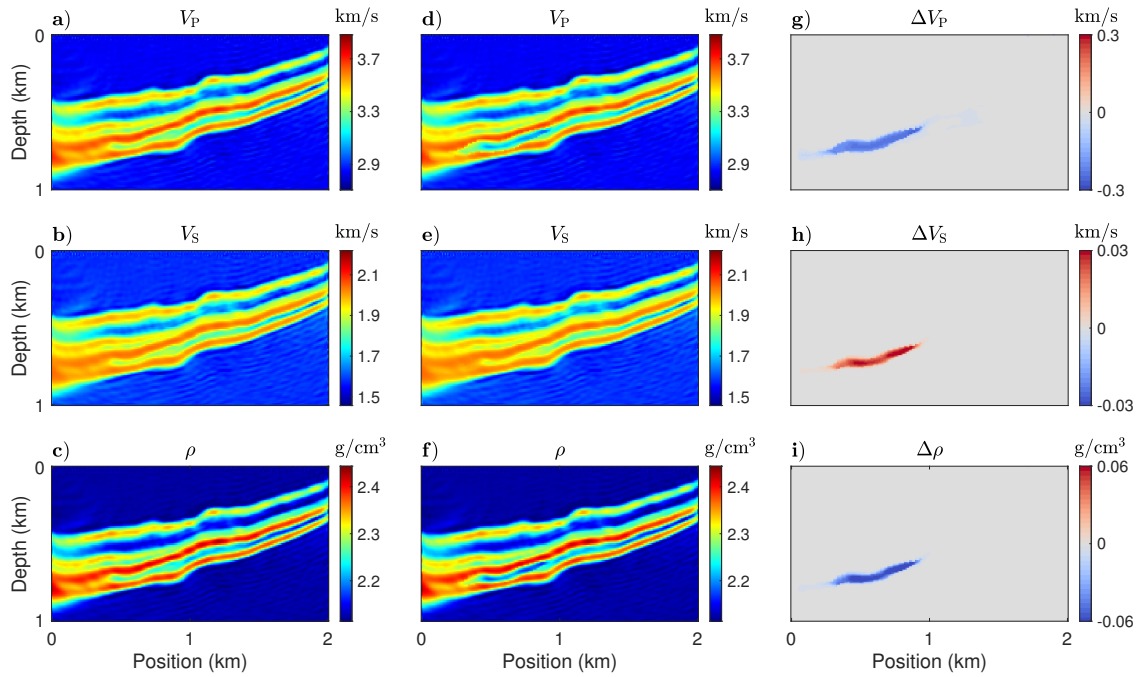 a) V_P km/s
d) V_P km/s
g) ΔV_P km/s
0 3.7 3.7 0.3
Depth (km) 3.3 3.3 0
2.9 2.9
1 -0.3
b) V_S km/s
e) V_S km/s
h) ΔV_S km/s
0 2.1 2.1 0.03
Depth (km) 1.9 1.9 0
1.7 1.7
1 1.5 1.5 -0.03
c) ρ g/cm³
f) ρ g/cm³
i) Δρ g/cm³
0 2.4 2.4 0.06
Depth (km) 2.3 2.3 0
2.2 2.2
1 -0.06
0 1 2 0 1 2 0 1 2
Position (km) Position (km) Position (km)